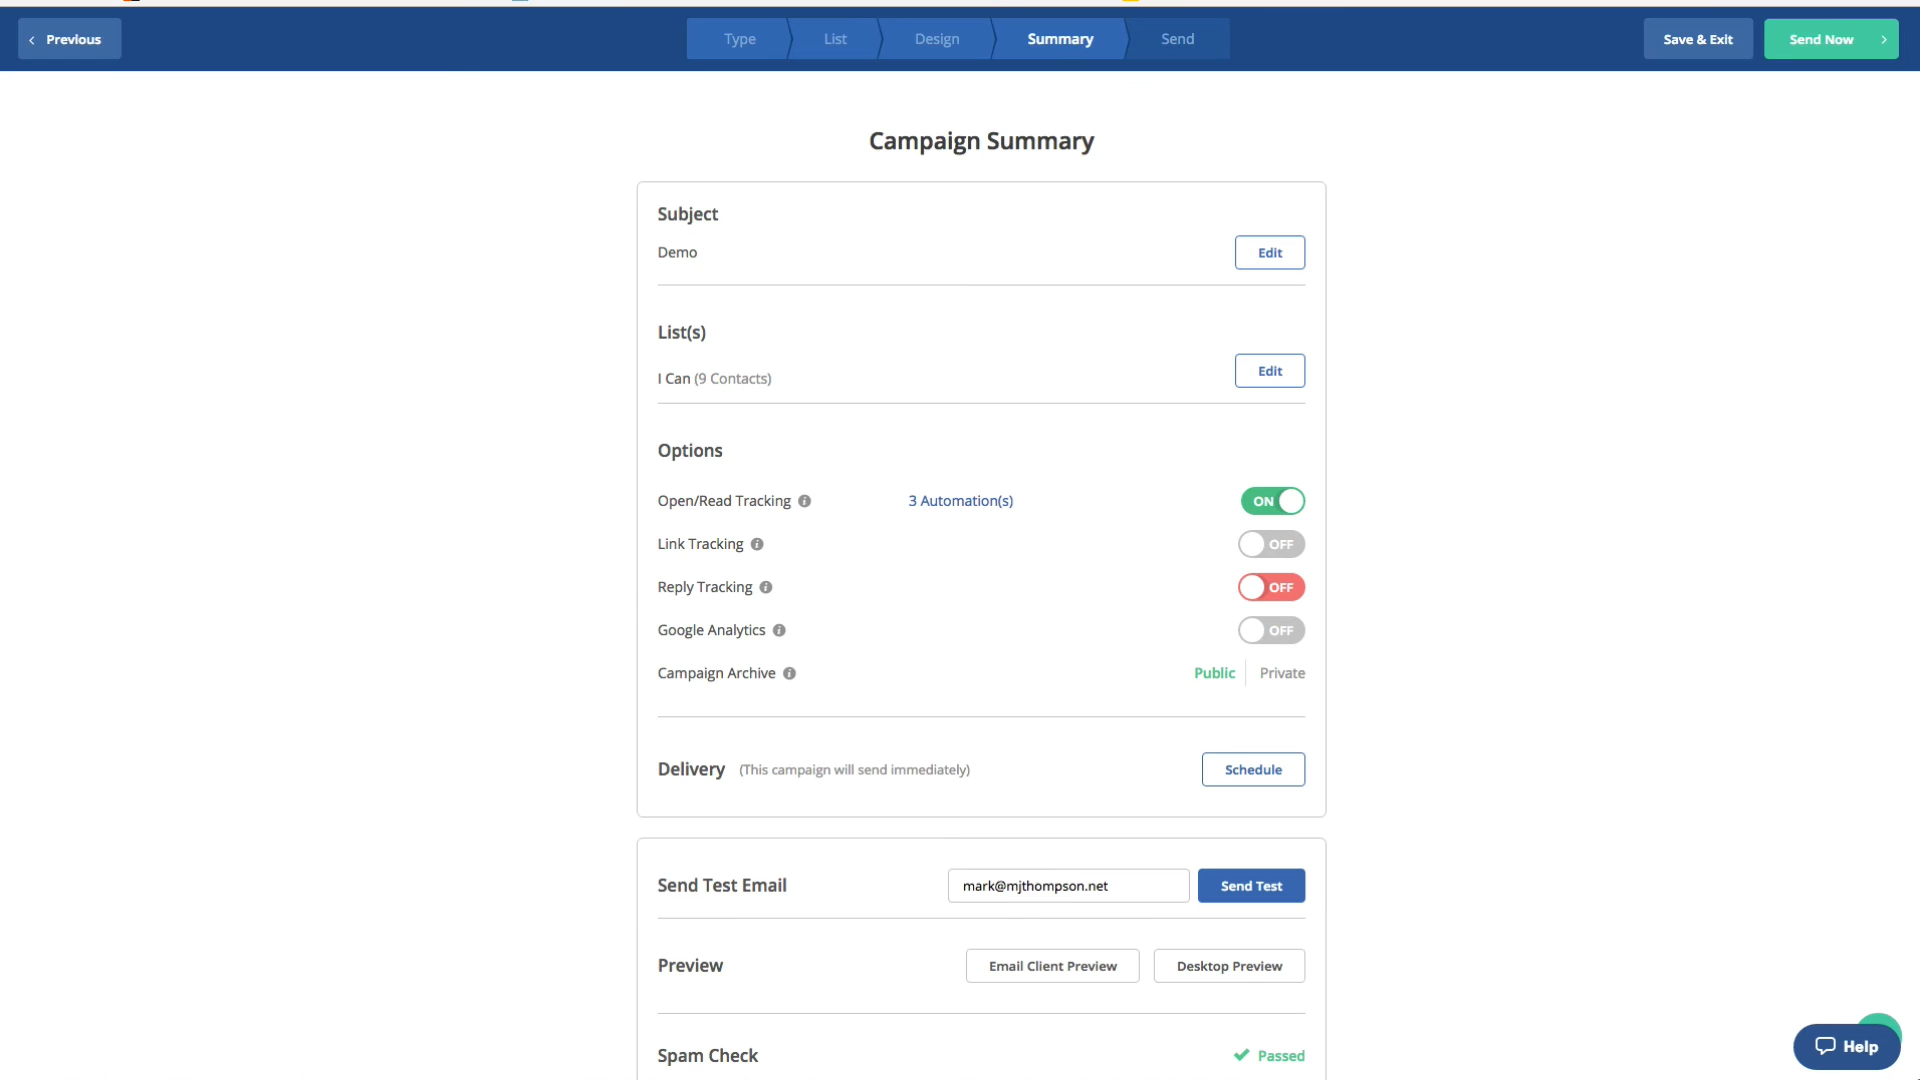 Previous
Type
List
Design
Summary
Send
Save & Exit
Send Now
Campaign Summary
Subject
Demo
Edit
List(s)
I Can (9 Contacts)
Edit
Options
Open/Read Tracking
3 Automation(s)
ON
Link Tracking
OFF
Reply Tracking
OFF
Google Analytics
OFF
Campaign Archive
Public
Private
Delivery (This campaign will send immediately)
Schedule
Send Test Email
mark@mjthompson.net
Send Test
Preview
Email Client Preview
Desktop Preview
Spam Check
Passed
Help